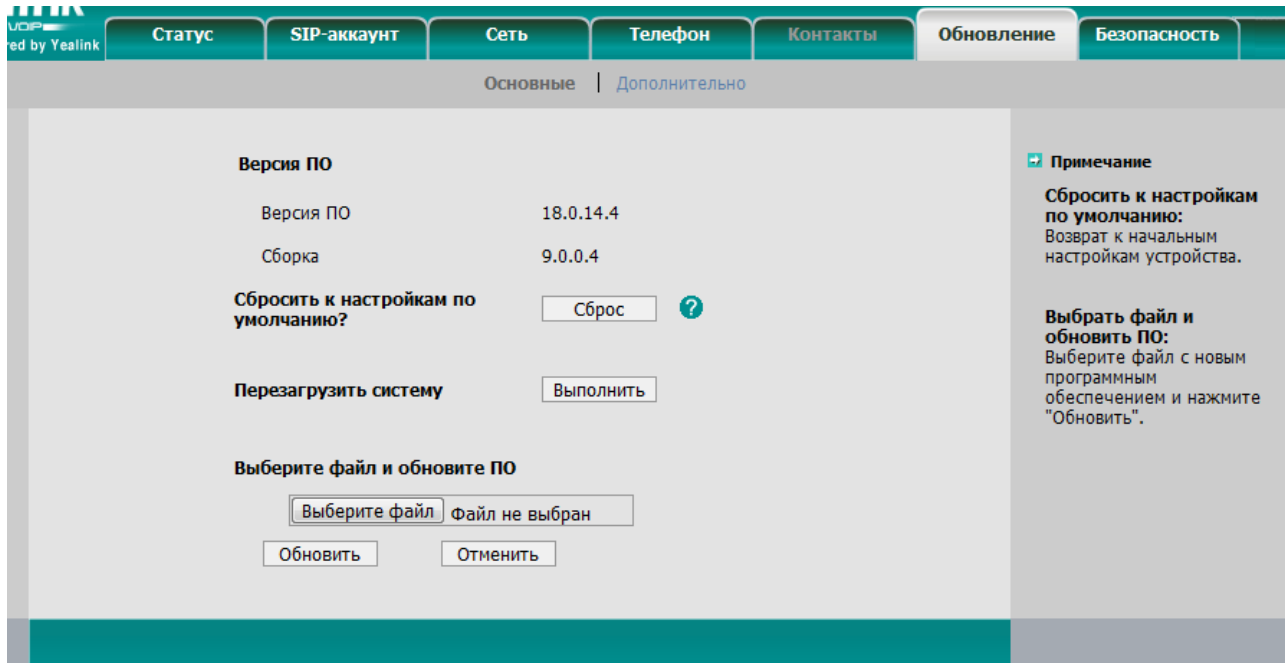 VOIP
red by Yealink
Статус
SIP-аккаунт
Сеть
Телефон
Контакты
Обновление
Безопасность
Основные
Дополнительно
Версия ПО
Версия ПО 18.0.14.4
Сборка 9.0.0.4
Сбросить к настройкам по
умолчанию?
Сброс
?
Перезагрузить систему
Выполнить
Выберите файл и обновите ПО
Выберите файл Файл не выбран
Обновить
Отменить
Примечание
Сбросить к настройкам
по умолчанию:
Возврат к начальным
настройкам устройства.
Выбрать файл и
обновить ПО:
Выберите файл с новым
программным
обеспечением и нажмите
"Обновить".